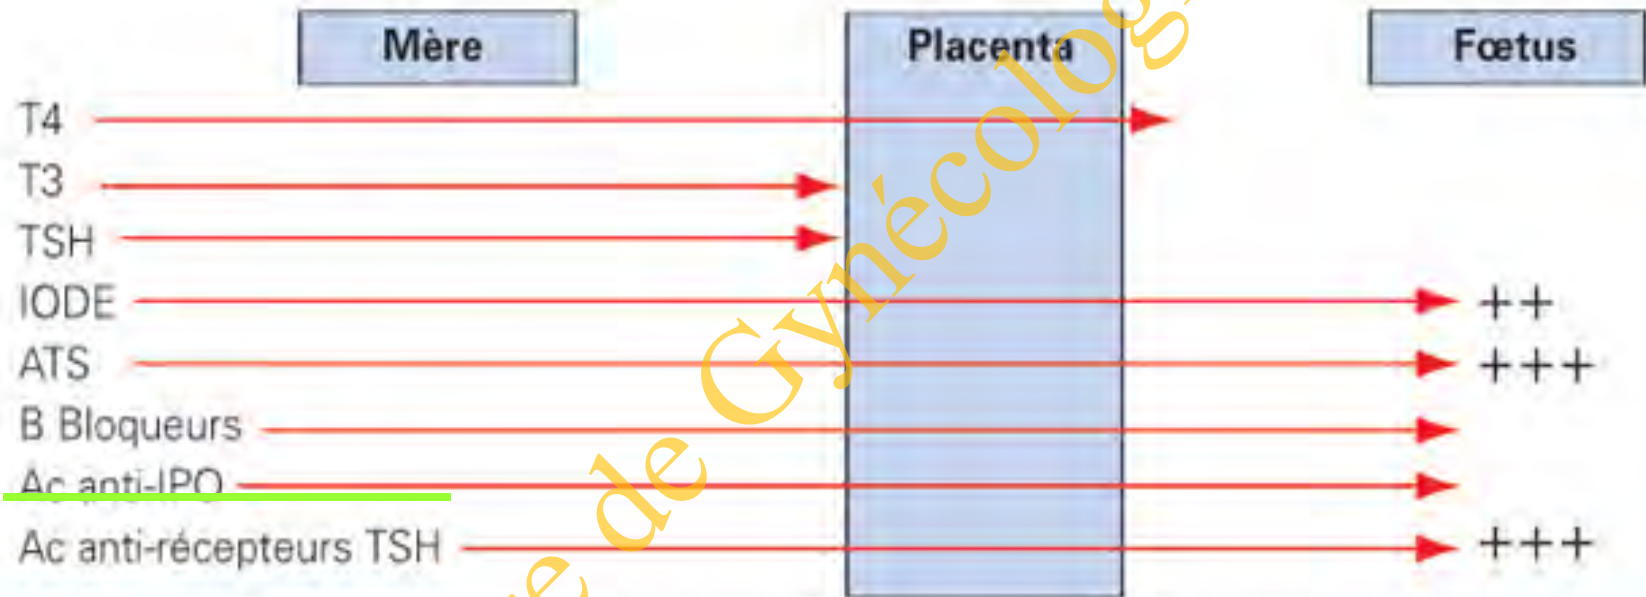 Mère Placenta Fœtus
T4
T3
TSH
IODE ++
ATS +++
B Bloqueurs
Ac anti-IPO
Ac anti-récepteurs TSH +++
de Gynécolog